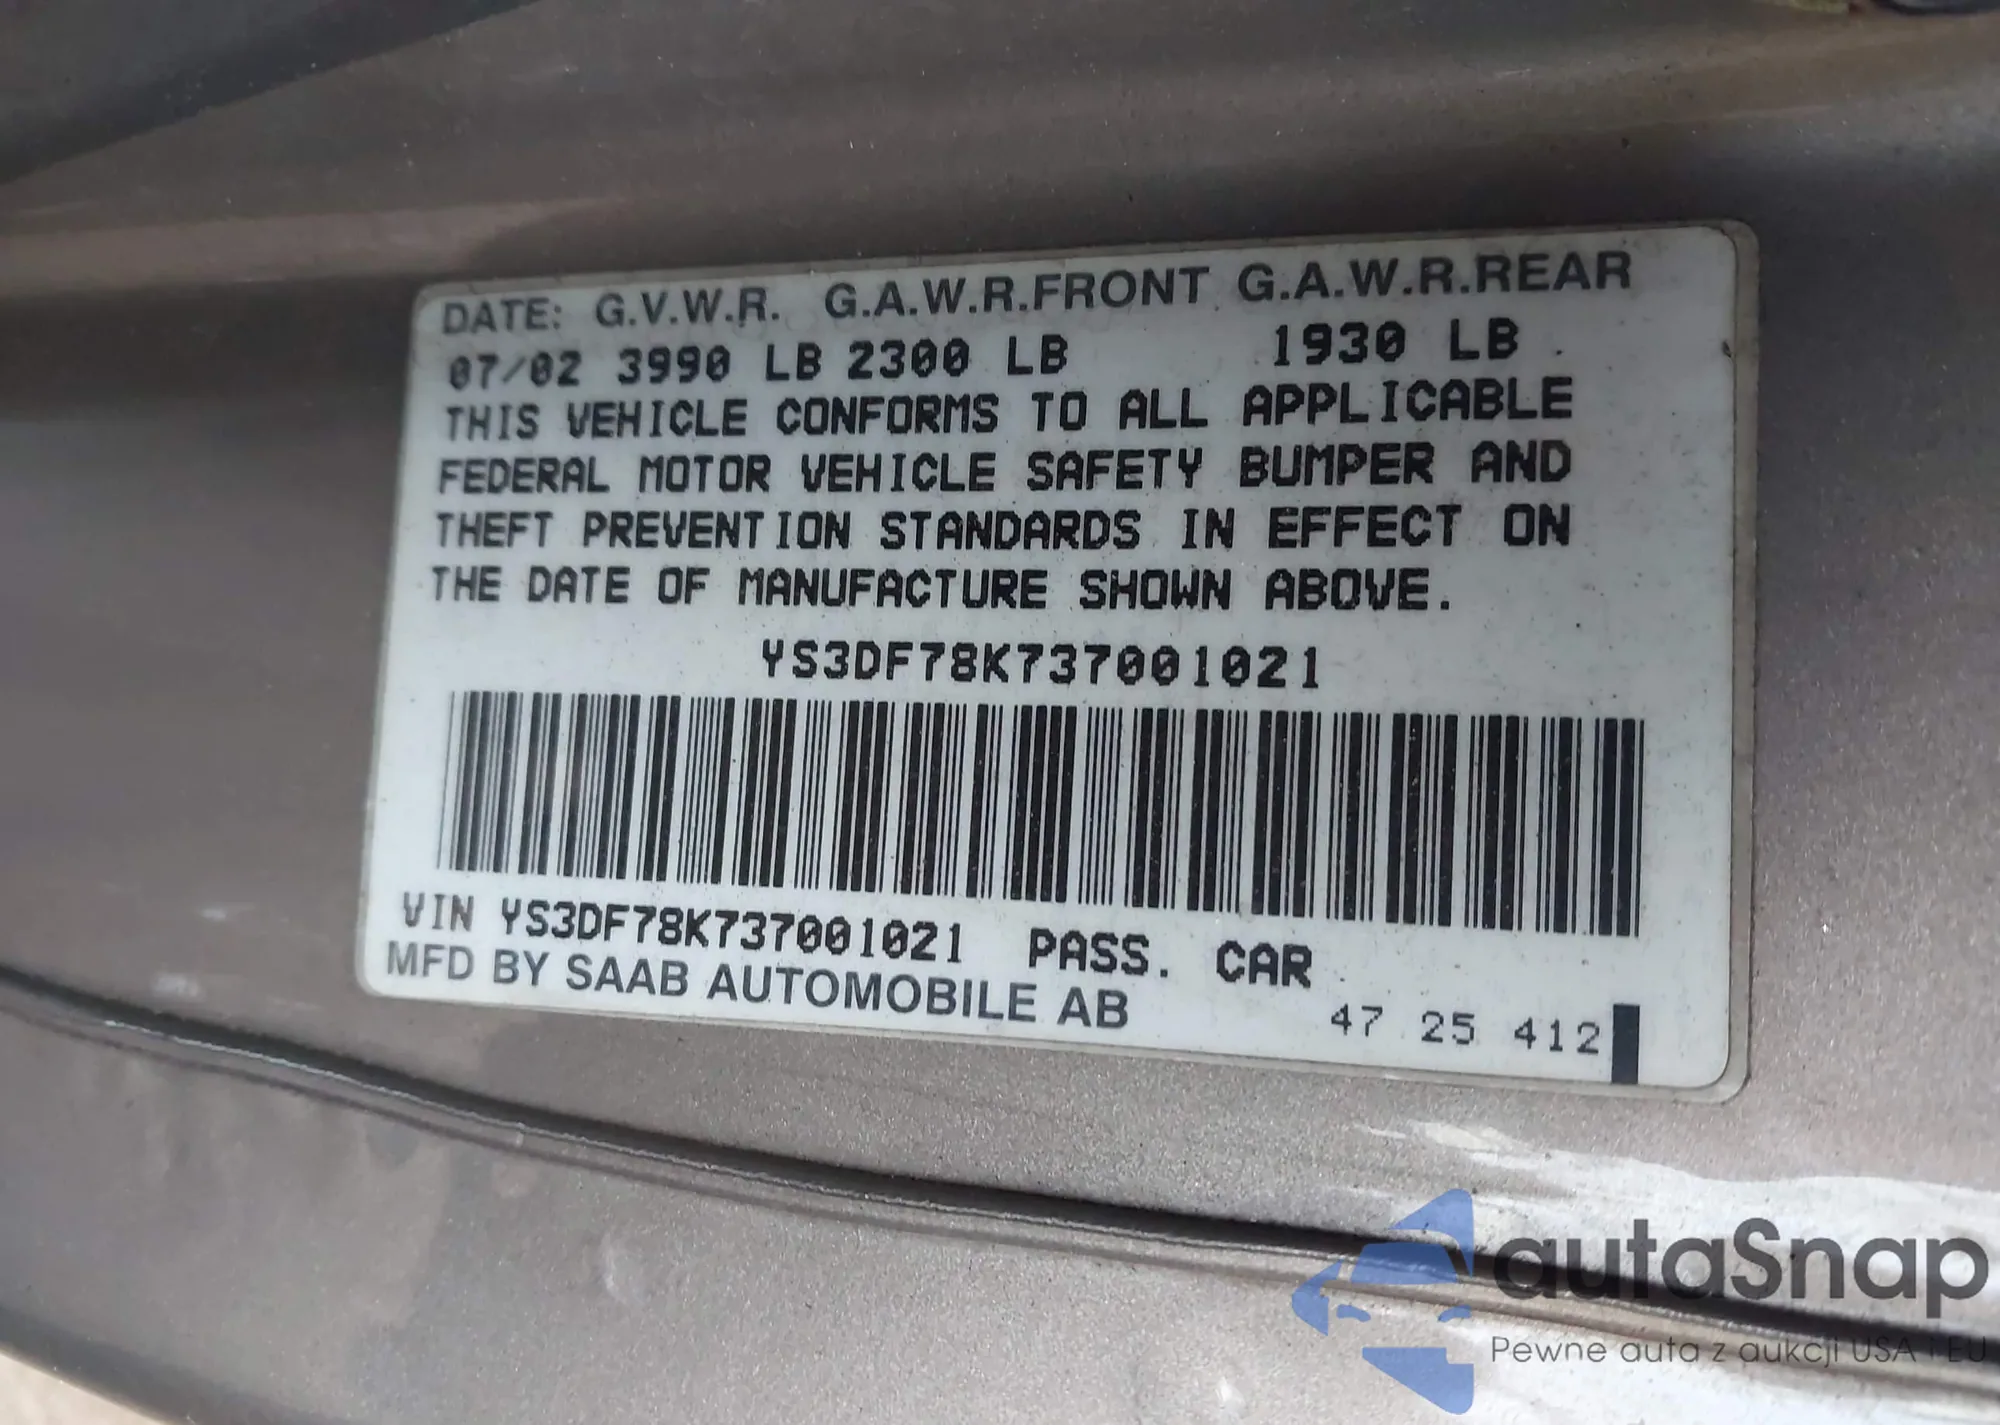 DATE: G.V.W.R. G.A.W.R.FRONT G.A.W.R.REAR
07/02 3990 LB 2300 LB 1930 LB
THIS VEHICLE CONFORMS TO ALL APPLICABLE
FEDERAL MOTOR VEHICLE SAFETY BUMPER AND
THEFT PREVENTION STANDARDS IN EFFECT ON
THE DATE OF MANUFACTURE SHOWN ABOVE.
YS3DF78K737001021
VIN YS3DF78K737001021 PASS. CAR
MFD BY SAAB AUTOMOBILE AB
47 25 412
autaSnap
Pewne auta z aukcji USA i EU